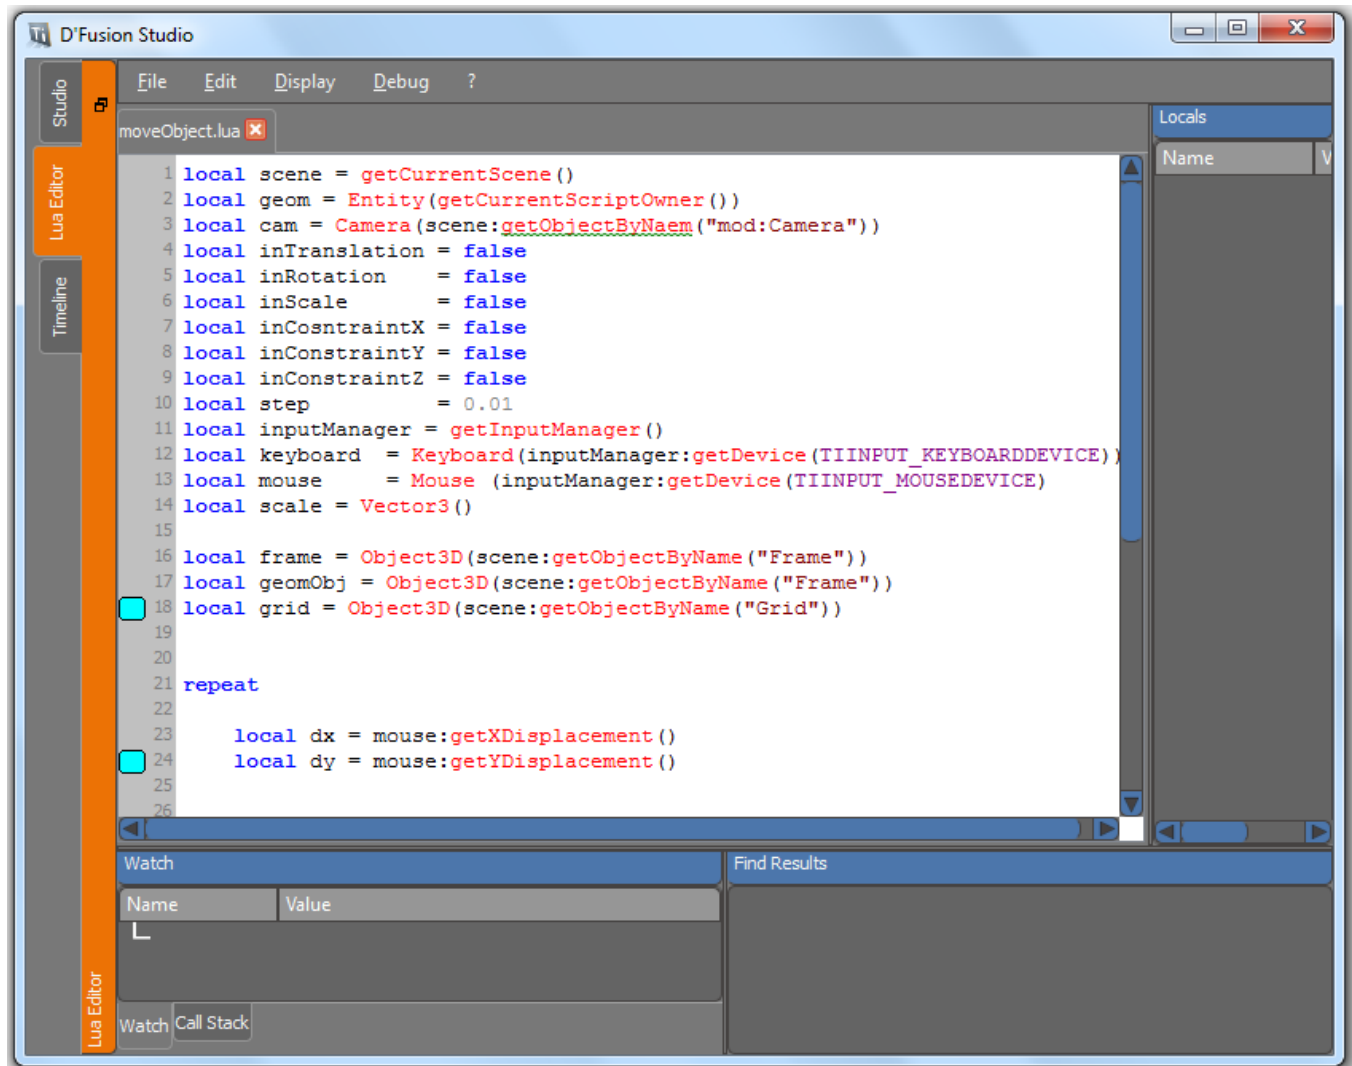 D'Fusion Studio
File Edit Display Debug ?
Studio
Lua Editor
Timeline
Lua Editor
moveObject.lua
1 local scene = getCurrentScene()
2 local geom = Entity(getCurrentScriptOwner())
3 local cam = Camera(scene:getObjectByNaem("mod:Camera"))
4 local inTranslation = false
5 local inRotation    = false
6 local inScale       = false
7 local inCosntraintX = false
8 local inConstraintY = false
9 local inConstraintZ = false
10 local step          = 0.01
11 local inputManager = getInputManager()
12 local keyboard  = Keyboard(inputManager:getDevice(TIINPUT_KEYBOARDDEVICE))
13 local mouse     = Mouse (inputManager:getDevice(TIINPUT_MOUSEDEVICE)
14 local scale = Vector3()
15
16 local frame = Object3D(scene:getObjectByName("Frame"))
17 local geomObj = Object3D(scene:getObjectByName("Frame"))
18 local grid = Object3D(scene:getObjectByName("Grid"))
19
20
21 repeat
22
23     local dx = mouse:getXDisplacement()
24     local dy = mouse:getYDisplacement()
25
26
Locals
Name V
Watch
Name Value
Watch Call Stack
Find Results